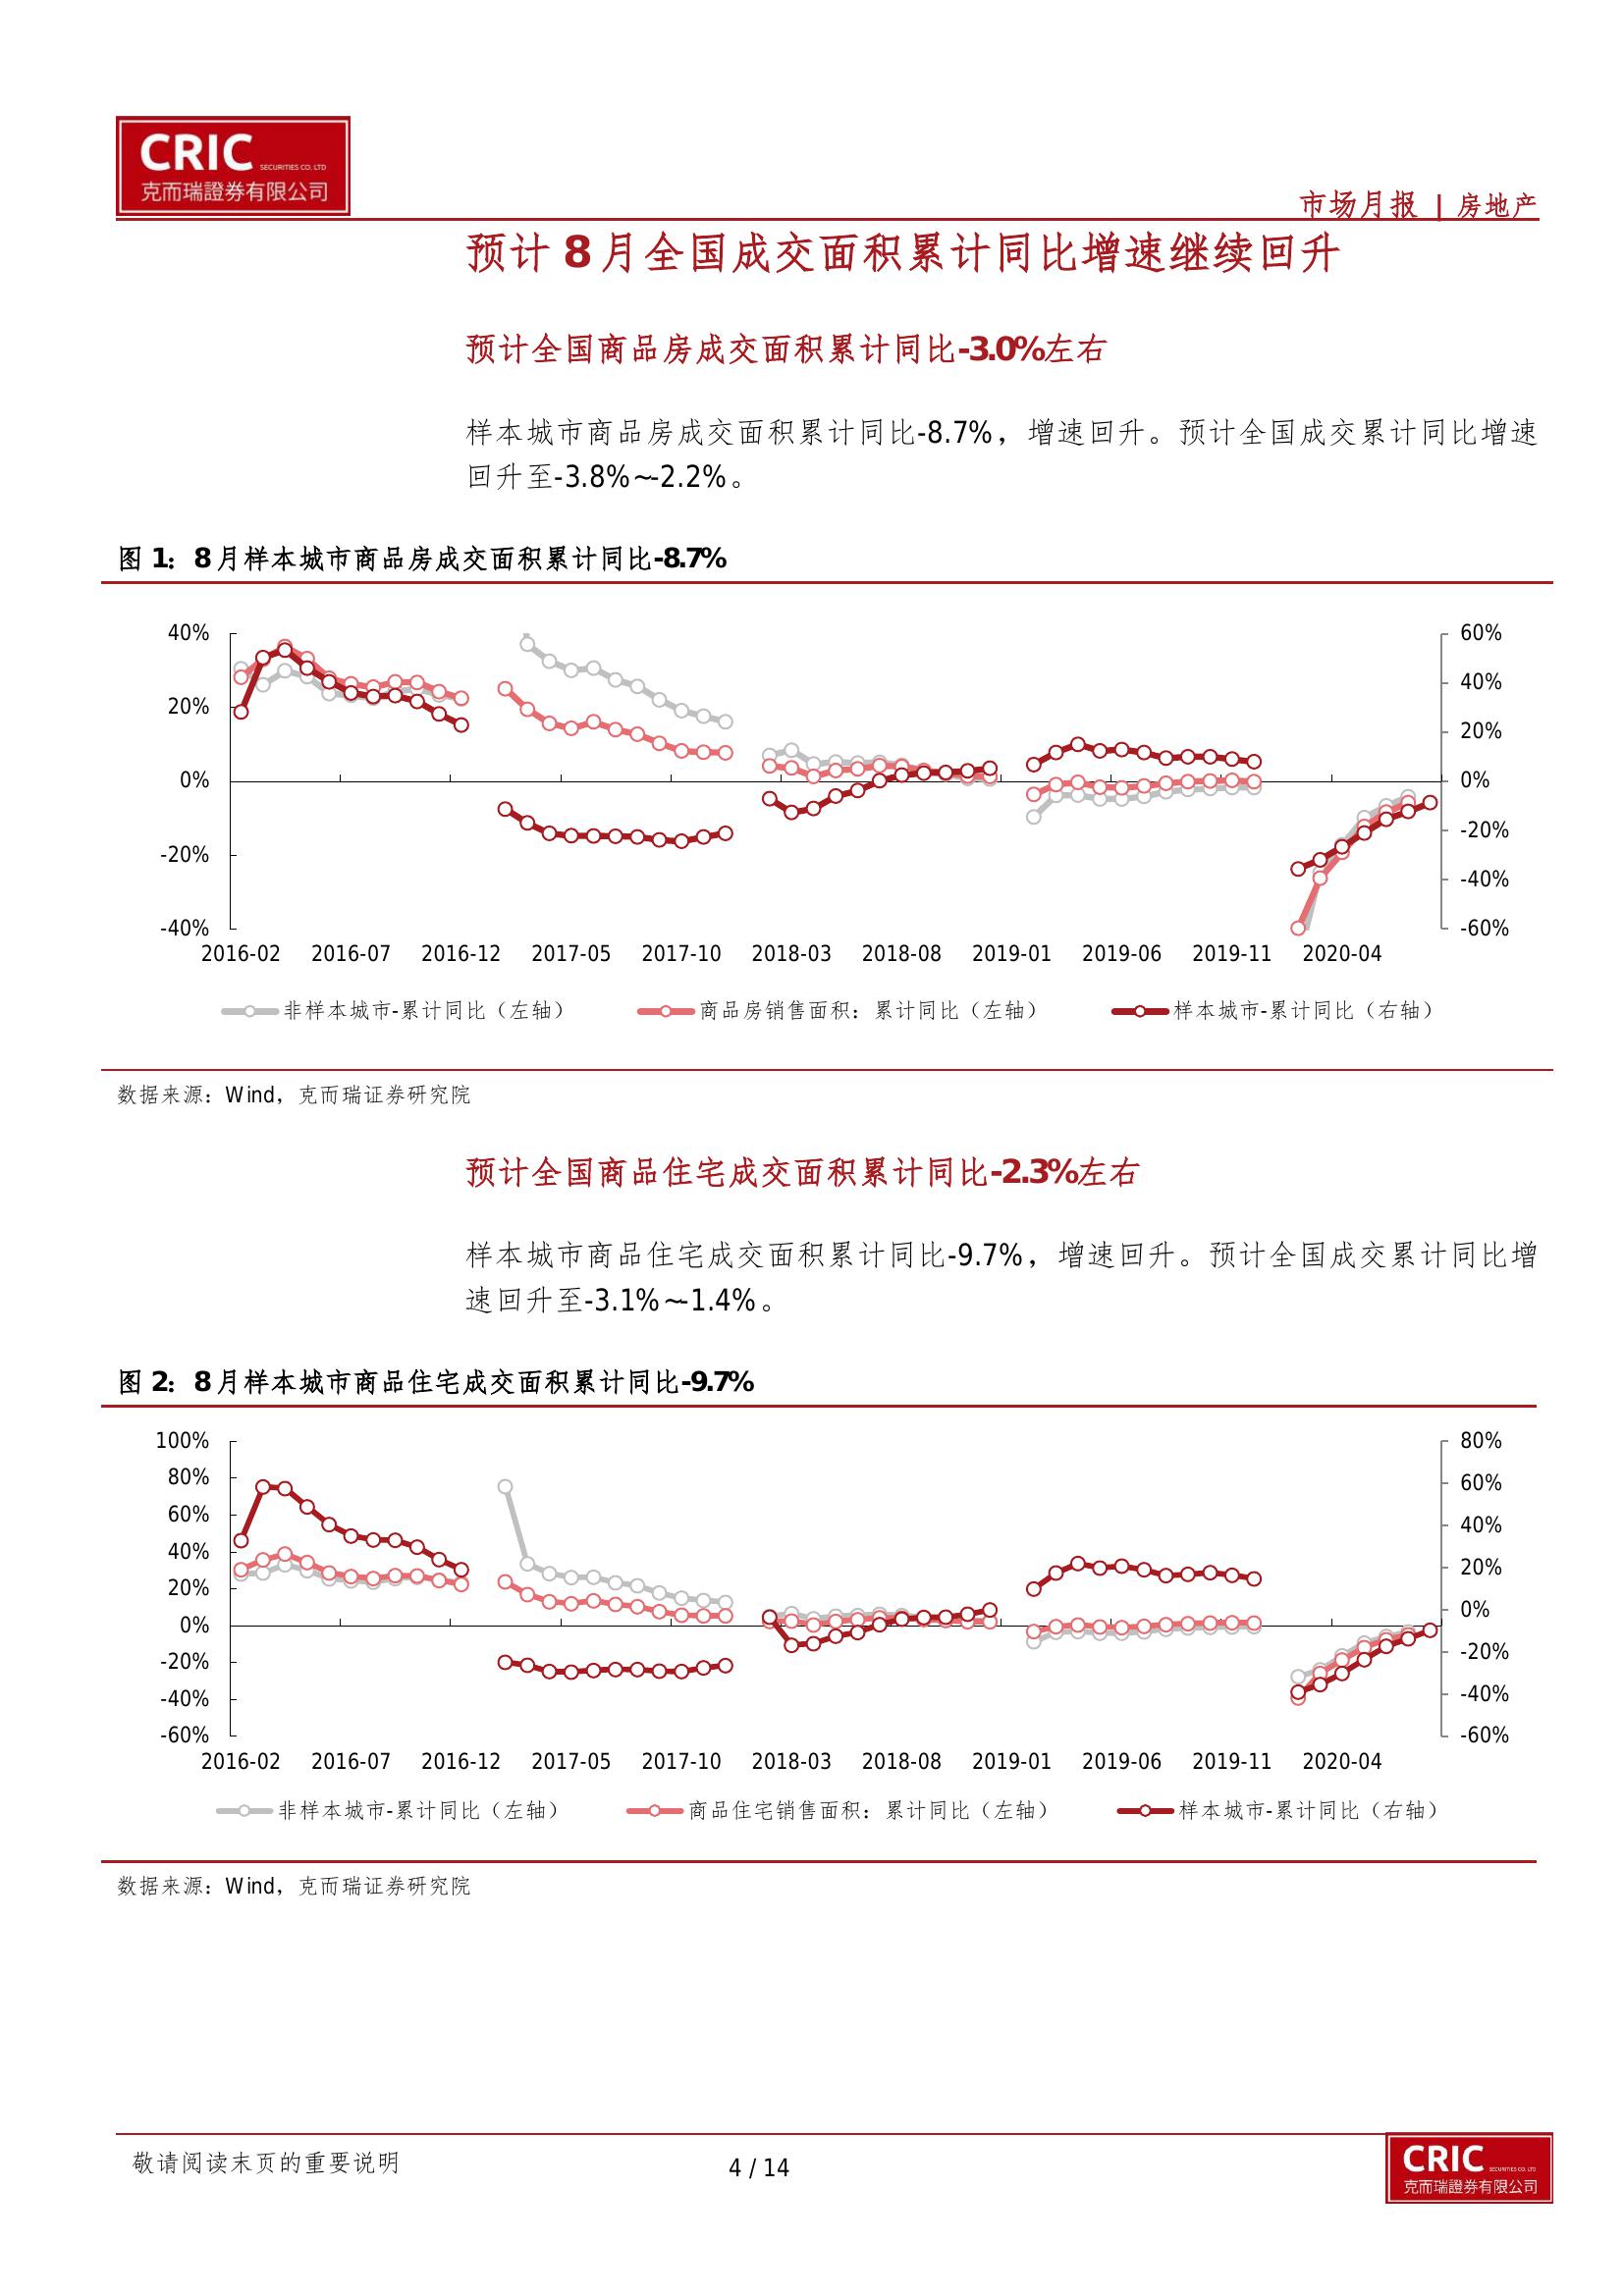 CRIC SECURITIES CO. LTD
克而瑞證券有限公司
市场月报 | 房地产
预计 8 月全国成交面积累计同比增速继续回升
预计全国商品房成交面积累计同比-3.0%左右
样本城市商品房成交面积累计同比-8.7%，增速回升。预计全国成交累计同比增速
回升至-3.8%~-2.2%。
图 1：8 月样本城市商品房成交面积累计同比-8.7%
40% 60%
40%
20%
20%
0% 0%
-20%
-20%
-40%
-40% -60%
2016-02 2016-07 2016-12 2017-05 2017-10 2018-03 2018-08 2019-01 2019-06 2019-11 2020-04
非样本城市-累计同比（左轴） 商品房销售面积：累计同比（左轴） 样本城市-累计同比（右轴）
数据来源：Wind，克而瑞证券研究院
预计全国商品住宅成交面积累计同比-2.3%左右
样本城市商品住宅成交面积累计同比-9.7%，增速回升。预计全国成交累计同比增
速回升至-3.1%~-1.4%。
图 2：8 月样本城市商品住宅成交面积累计同比-9.7%
100% 80%
80%
60%
60%
40%
40%
20%
20%
0%
0%
-20%
-20%
-40%
-40%
-60% -60%
2016-02 2016-07 2016-12 2017-05 2017-10 2018-03 2018-08 2019-01 2019-06 2019-11 2020-04
非样本城市-累计同比（左轴） 商品住宅销售面积：累计同比（左轴） 样本城市-累计同比（右轴）
数据来源：Wind，克而瑞证券研究院
敬请阅读末页的重要说明
4 / 14
CRIC SECURITIES CO. LTD
克而瑞證券有限公司